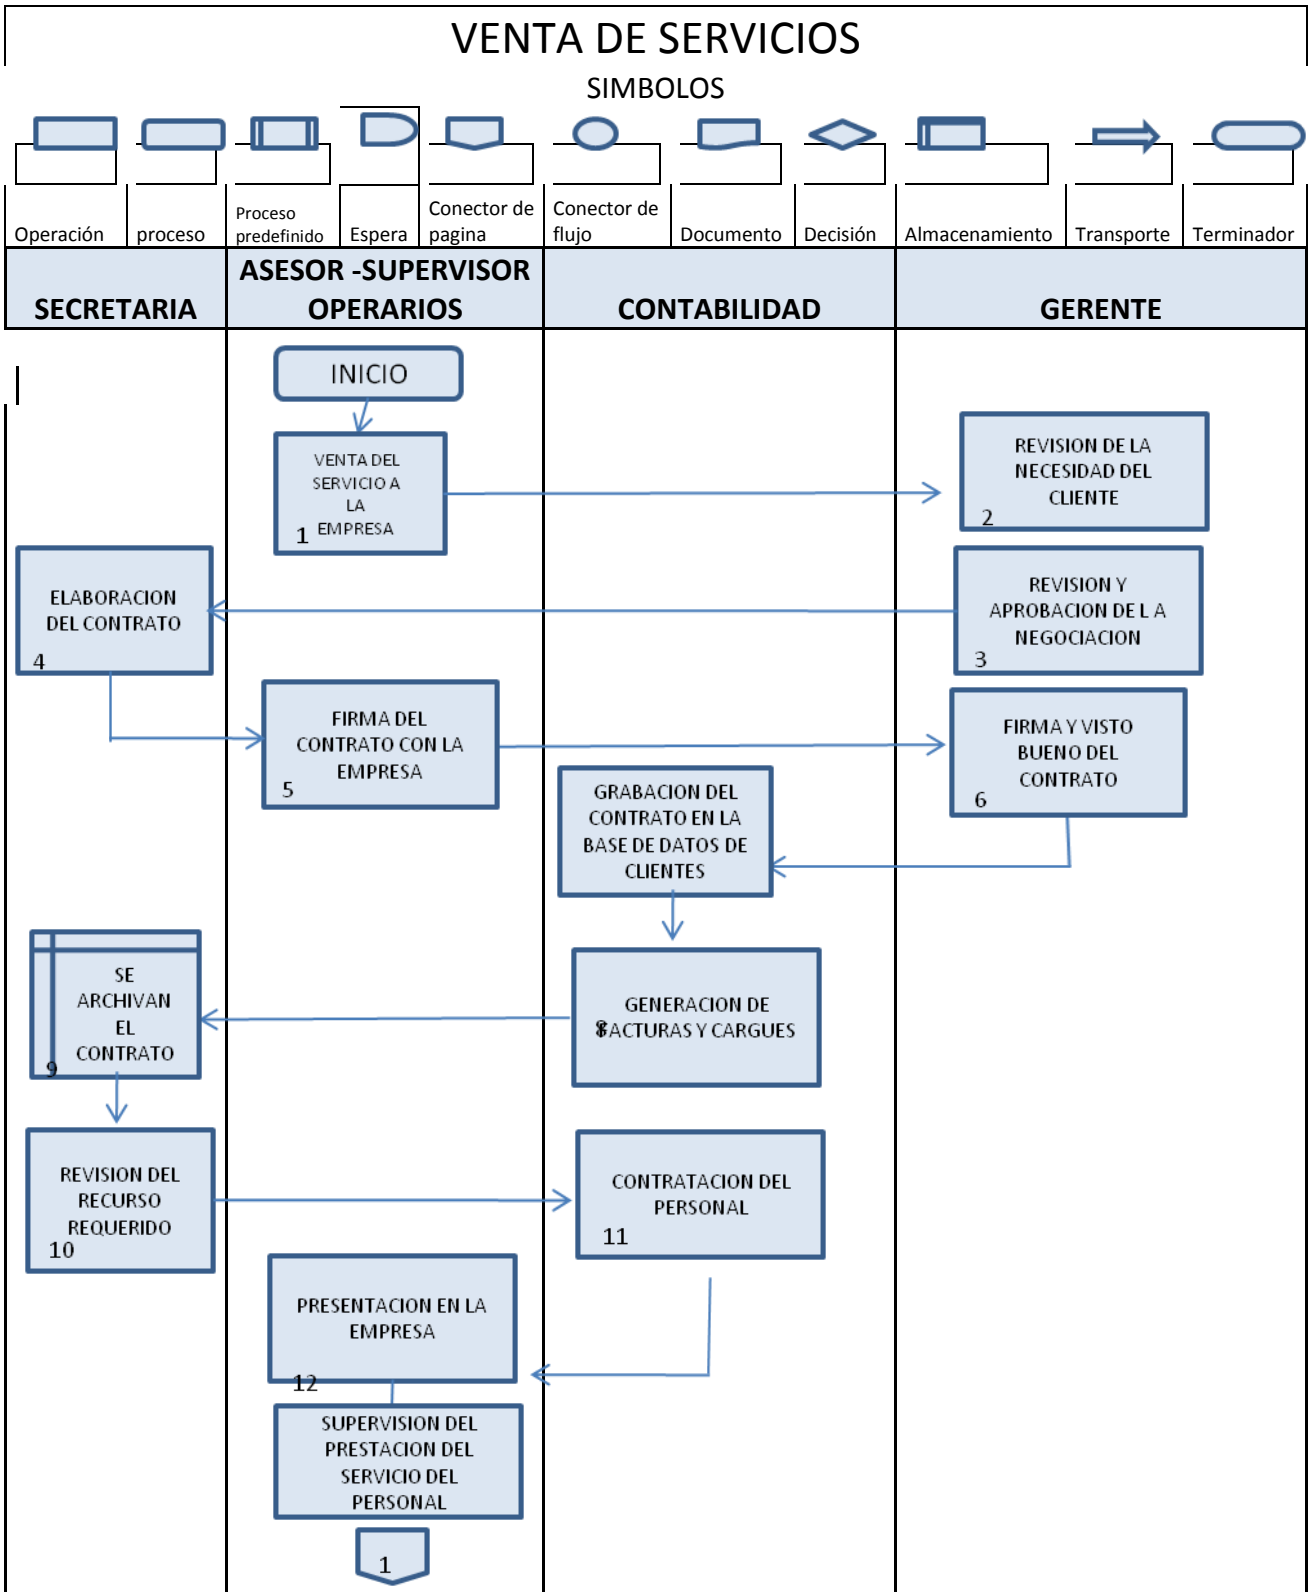 VENTA DE SERVICIOS
SIMBOLOS
Operación
proceso
Proceso
predefinido
Espera
Conector de
pagina
Conector de
flujo
Documento
Decisión
Almacenamiento
Transporte
Terminador
SECRETARIA
ASESOR -SUPERVISOR
OPERARIOS
CONTABILIDAD
GERENTE
INICIO
VENTA DEL
SERVICIO A
LA
EMPRESA
1
REVISION DE LA
NECESIDAD DEL
CLIENTE
2
ELABORACION
DEL CONTRATO
4
REVISION Y
APROBACION DE L A
NEGOCIACION
3
FIRMA DEL
CONTRATO CON LA
EMPRESA
5
FIRMA Y VISTO
BUENO DEL
CONTRATO
6
GRABACION DEL
CONTRATO EN LA
BASE DE DATOS DE
CLIENTES
SE
ARCHIVAN
EL
CONTRATO
9
GENERACION DE
FACTURAS Y CARGUES
8
REVISION DEL
RECURSO
REQUERIDO
10
CONTRATACION DEL
PERSONAL
11
PRESENTACION EN LA
EMPRESA
12
SUPERVISION DEL
PRESTACION DEL
SERVICIO DEL
PERSONAL
1